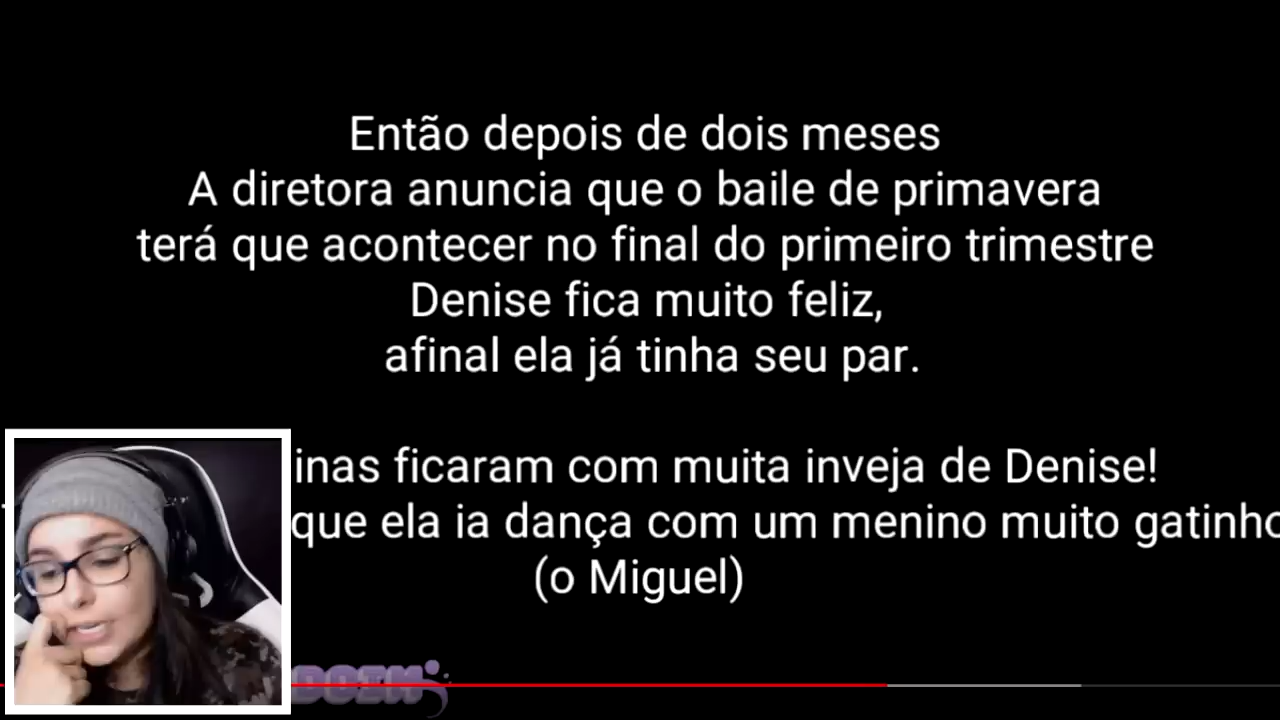 Então depois de dois meses
A diretora anuncia que o baile de primavera
terá que acontecer no final do primeiro trimestre
Denise fica muito feliz,
afinal ela já tinha seu par.
inas ficaram com muita inveja de Denise!
que ela ia dança com um menino muito gatinho
(o Miguel)